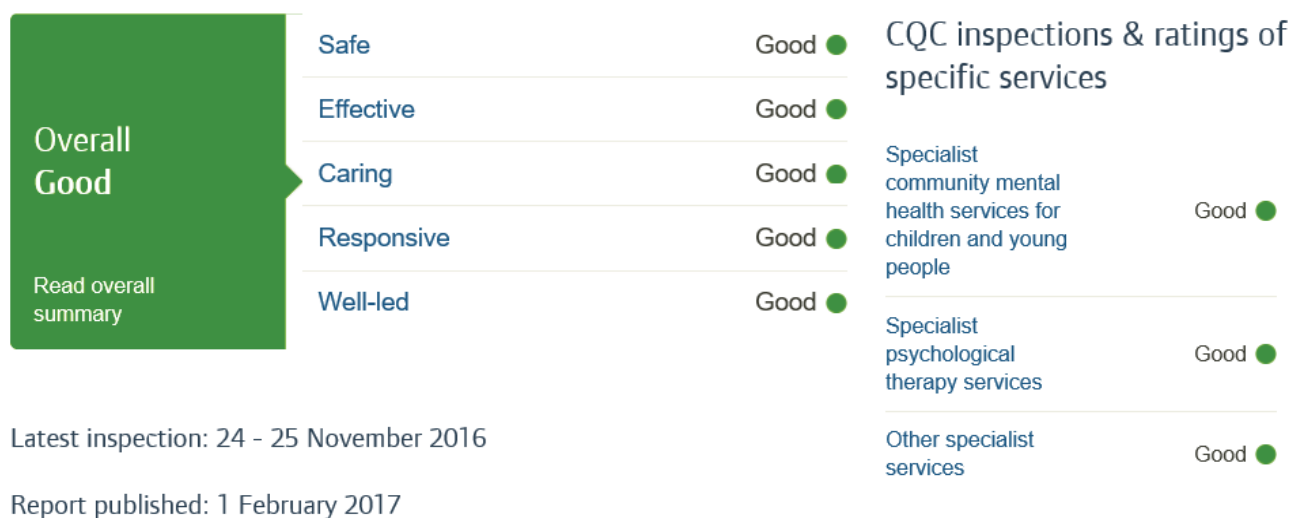 Overall
Good
Read overall
summary
Safe Good
Effective Good
Caring Good
Responsive Good
Well-led Good
Latest inspection: 24 - 25 November 2016
Report published: 1 February 2017
CQC inspections & ratings of
specific services
Specialist
community mental
health services for
children and young
people
Good
Specialist
psychological
therapy services
Good
Other specialist
services
Good